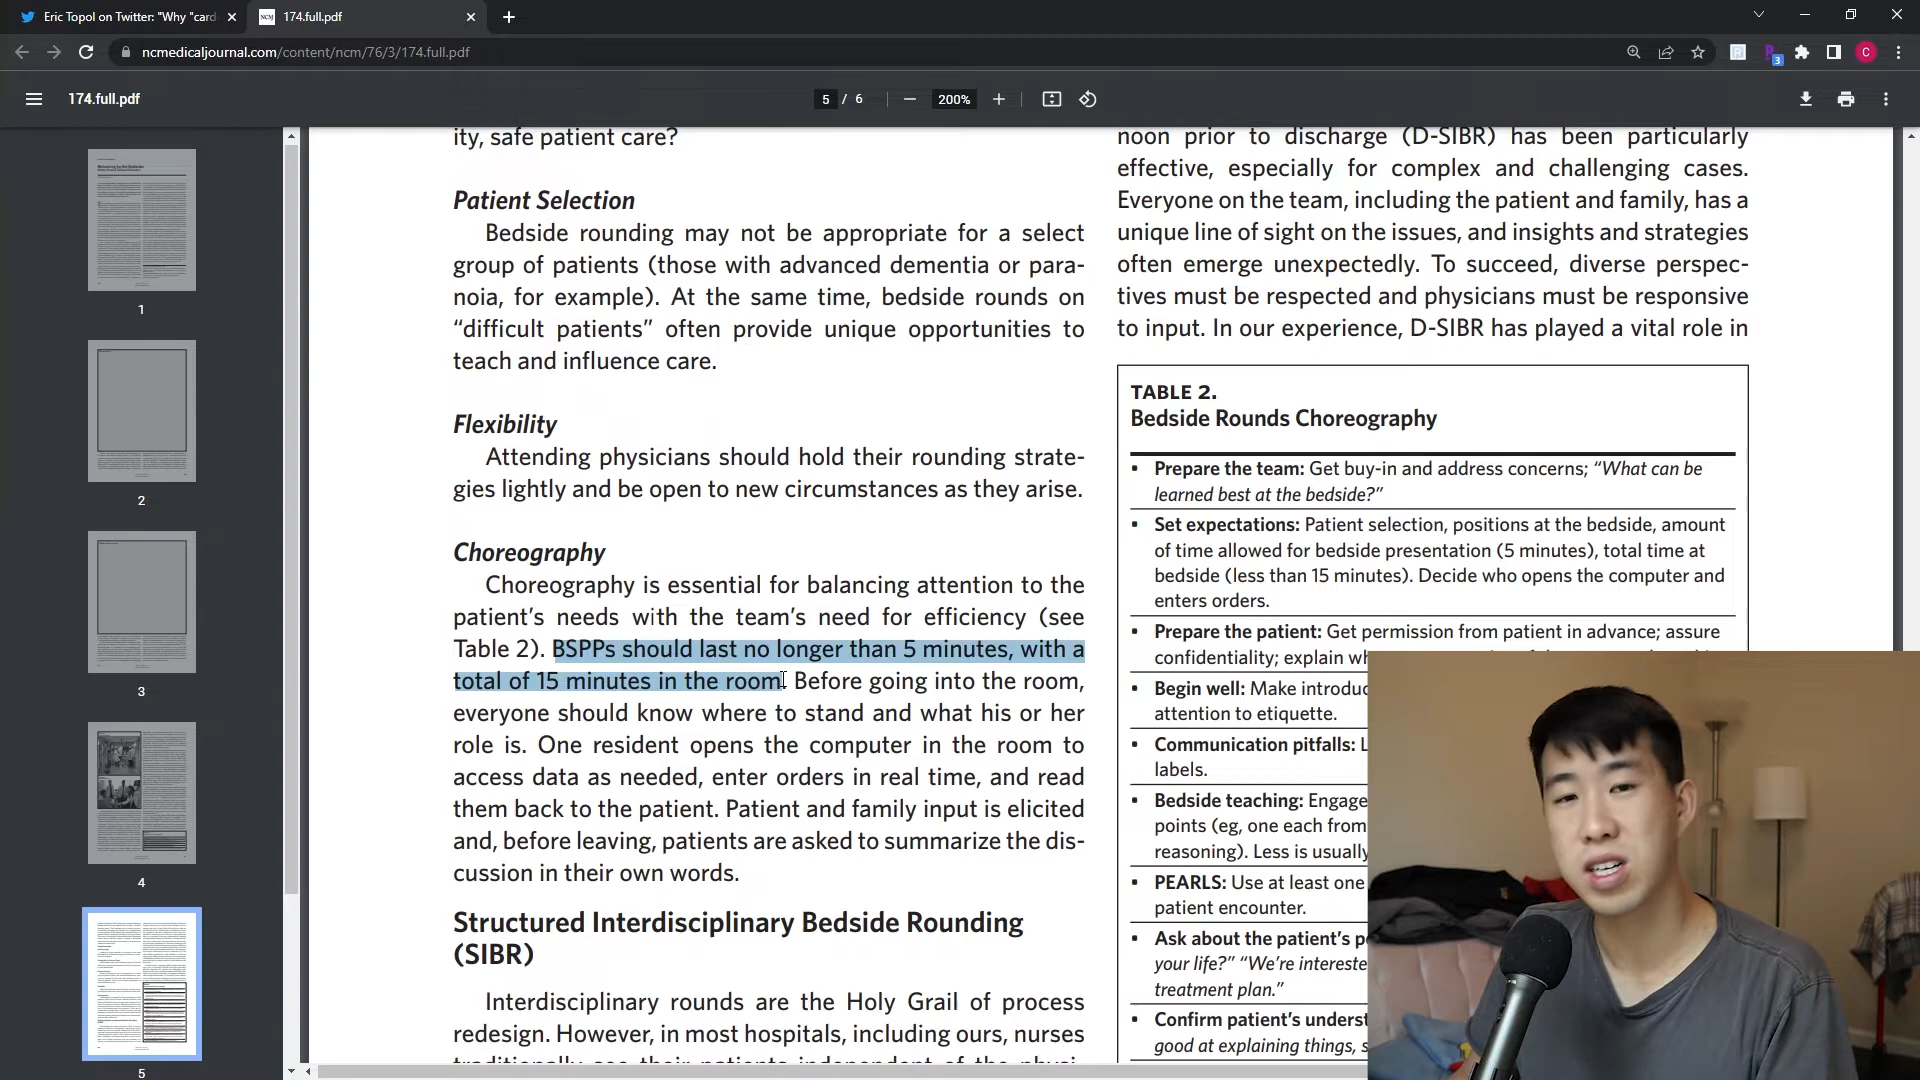 Eric Topol on Twitter: "Why "card
174.full.pdf
ncmedicaljournal.com/content/ncm/76/3/174.full.pdf
C
3
174.full.pdf
5 / 6
200%
1
2
3
4
5
ity, safe patient care?
Patient Selection
Bedside rounding may not be appropriate for a select
group of patients (those with advanced dementia or para-
noia, for example). At the same time, bedside rounds on
“difficult patients” often provide unique opportunities to
teach and influence care.
Flexibility
Attending physicians should hold their rounding strate-
gies lightly and be open to new circumstances as they arise.
Choreography
Choreography is essential for balancing attention to the
patient’s needs with the team’s need for efficiency (see
Table 2). BSPPs should last no longer than 5 minutes, with a
total of 15 minutes in the room. Before going into the room,
everyone should know where to stand and what his or her
role is. One resident opens the computer in the room to
access data as needed, enter orders in real time, and read
them back to the patient. Patient and family input is elicited
and, before leaving, patients are asked to summarize the dis-
cussion in their own words.
Structured Interdisciplinary Bedside Rounding
(SIBR)
Interdisciplinary rounds are the Holy Grail of process
redesign. However, in most hospitals, including ours, nurses
traditionally see their patients independent of the physi-
noon prior to discharge (D-SIBR) has been particularly
effective, especially for complex and challenging cases.
Everyone on the team, including the patient and family, has a
unique line of sight on the issues, and insights and strategies
often emerge unexpectedly. To succeed, diverse perspec-
tives must be respected and physicians must be responsive
to input. In our experience, D-SIBR has played a vital role in
TABLE 2.
Bedside Rounds Choreography
• Prepare the team: Get buy-in and address concerns; “What can be
learned best at the bedside?”
• Set expectations: Patient selection, positions at the bedside, amount
of time allowed for bedside presentation (5 minutes), total time at
bedside (less than 15 minutes). Decide who opens the computer and
enters orders.
• Prepare the patient: Get permission from patient in advance; assure
confidentiality; explain
• Begin well: Make introduc
attention to etiquette.
• Communication pitfalls:
labels.
• Bedside teaching: Engage
points (eg, one each from
reasoning). Less is usually
• PEARLS: Use at least one
patient encounter.
• Ask about the patient’s
your life?” “We’re intereste
treatment plan.”
• Confirm patient’s underst
good at explaining things,